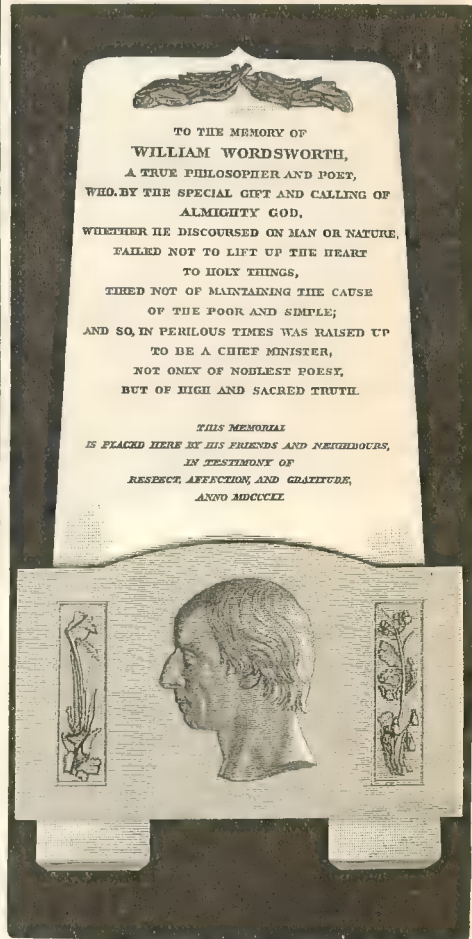 TO THE MEMORY OF
WILLIAM WORDSWORTH,
A TRUE PHILOSOPHER AND POET,
WHO, BY THE SPECIAL GIFT AND CALLING OF
ALMIGHTY GOD,
WHETHER HE DISCOURSED ON MAN OR NATURE,
FAILED NOT TO LIFT UP THE HEART
TO HOLY THINGS,
TIRED NOT OF MAINTAINING THE CAUSE
OF THE POOR AND SIMPLE;
AND SO, IN PERILOUS TIMES WAS RAISED UP
TO BE A CHIEF MINISTER,
NOT ONLY OF NOBLEST POESY,
BUT OF HIGH AND SACRED TRUTH.
THIS MEMORIAL
IS PLACED HERE BY HIS FRIENDS AND NEIGHBOURS,
IN TESTIMONY OF
RESPECT, AFFECTION, AND GRATITUDE,
ANNO MDCCCLI.